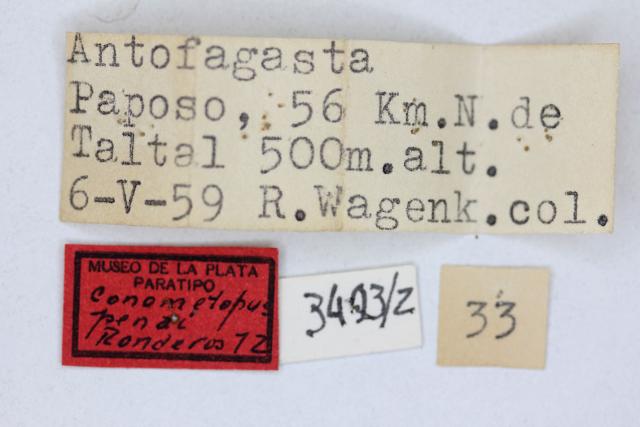 Antofagasta
Paposo, 56 Km.N.de
Taltal 500m.alt.
6-V-59 R.Wagenk.col.
MUSEO DE LA PLATA
PARATIPO
Conometopus
penai
Ronderos 72
3493/2
33